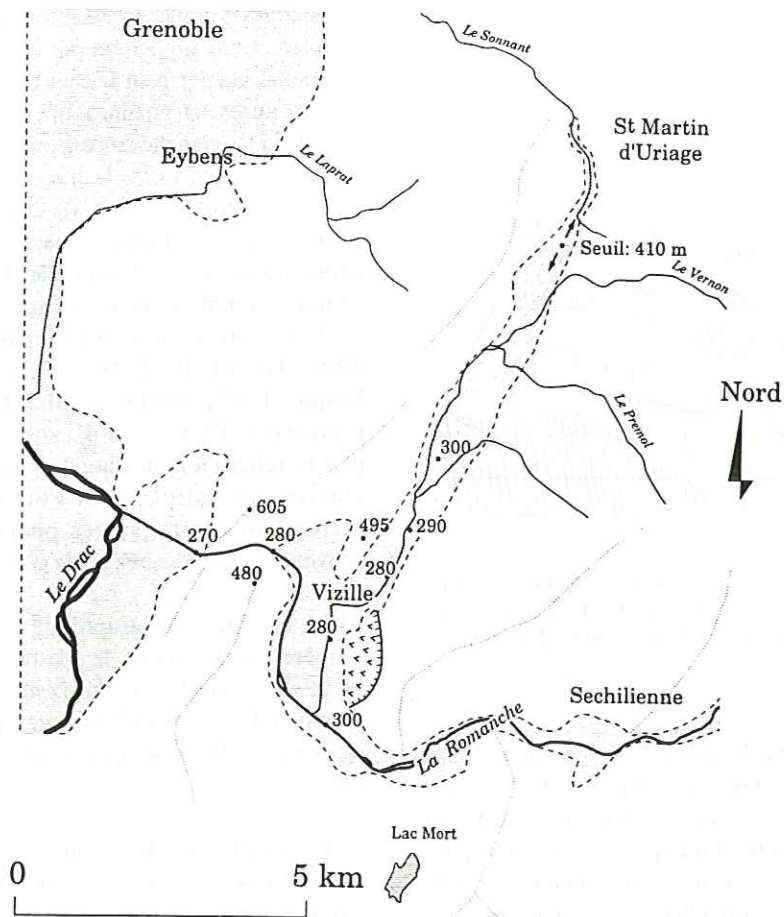 Grenoble
Le Sonnant
St Martin
d'Uriage
Eybens
Le Laprat
Seuil: 410 m
Le Vernon
Nord
Le Premol
300
605
495
290
270
280
Le Drac
480
280
Vizille
280
Sechilienne
300
La Romanche
Lac Mort
0
5 km